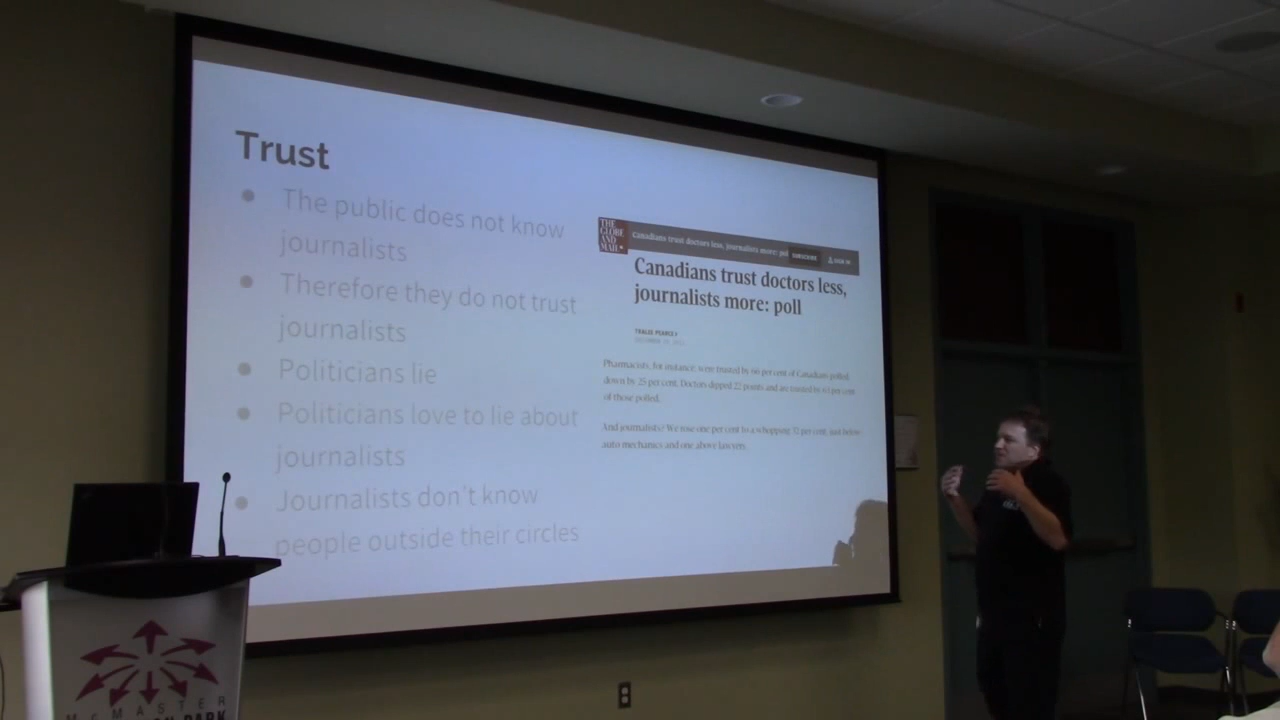 Trust
The public does not know
journalists
Therefore they do not trust
journalists
Politicians lie
Politicians love to lie about
journalists
Journalists don't know
people outside their circles
THE
GLOBE
AND
MAIL
Canadians trust doctors less, journalists more: poll
SUBSCRIBE
SIGN IN
Canadians trust doctors less,
journalists more: poll
Pharmacists, for instance, were trusted by 66 per cent of Canadians polled,
down by 25 per cent. Doctors dipped 22 points and are trusted by per cent
of those polled.
And journalists? We rose one per cent to a whopping per cent, just below
auto mechanics and one above lawyers.
McMASTER
PARK